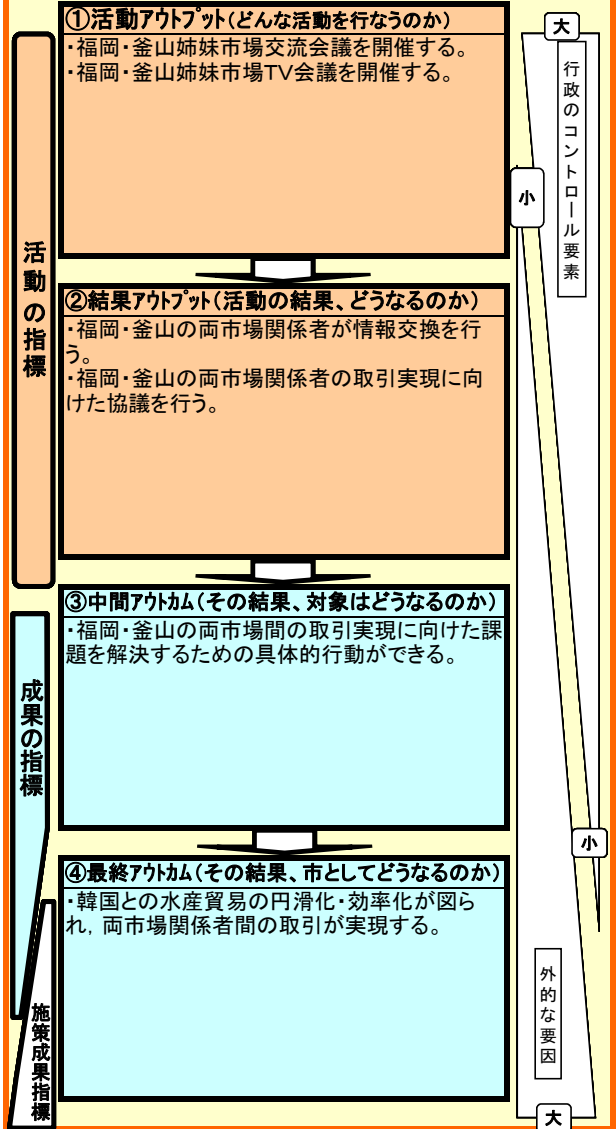 ①活動アウトプット(どんな活動を行なうのか)
・福岡・釜山姉妹市場交流会議を開催する。
・福岡・釜山姉妹市場TV会議を開催する。
②結果アウトプット(活動の結果、どうなるのか)
・福岡・釜山の両市場関係者が情報交換を行
う。
・福岡・釜山の両市場関係者の取引実現に向
けた協議を行う。
③中間アウトカム(その結果、対象はどうなるのか)
・福岡・釜山の両市場間の取引実現に向けた課
題を解決するための具体的行動ができる。
④最終アウトカム(その結果、市としてどうなるのか)
・韓国との水産貿易の円滑化・効率化が図ら
れ,両市場関係者間の取引が実現する。
活動の指標
成果の指標
施策成果指標
大
行政のコントロール要素
小
小
外的な要因
大